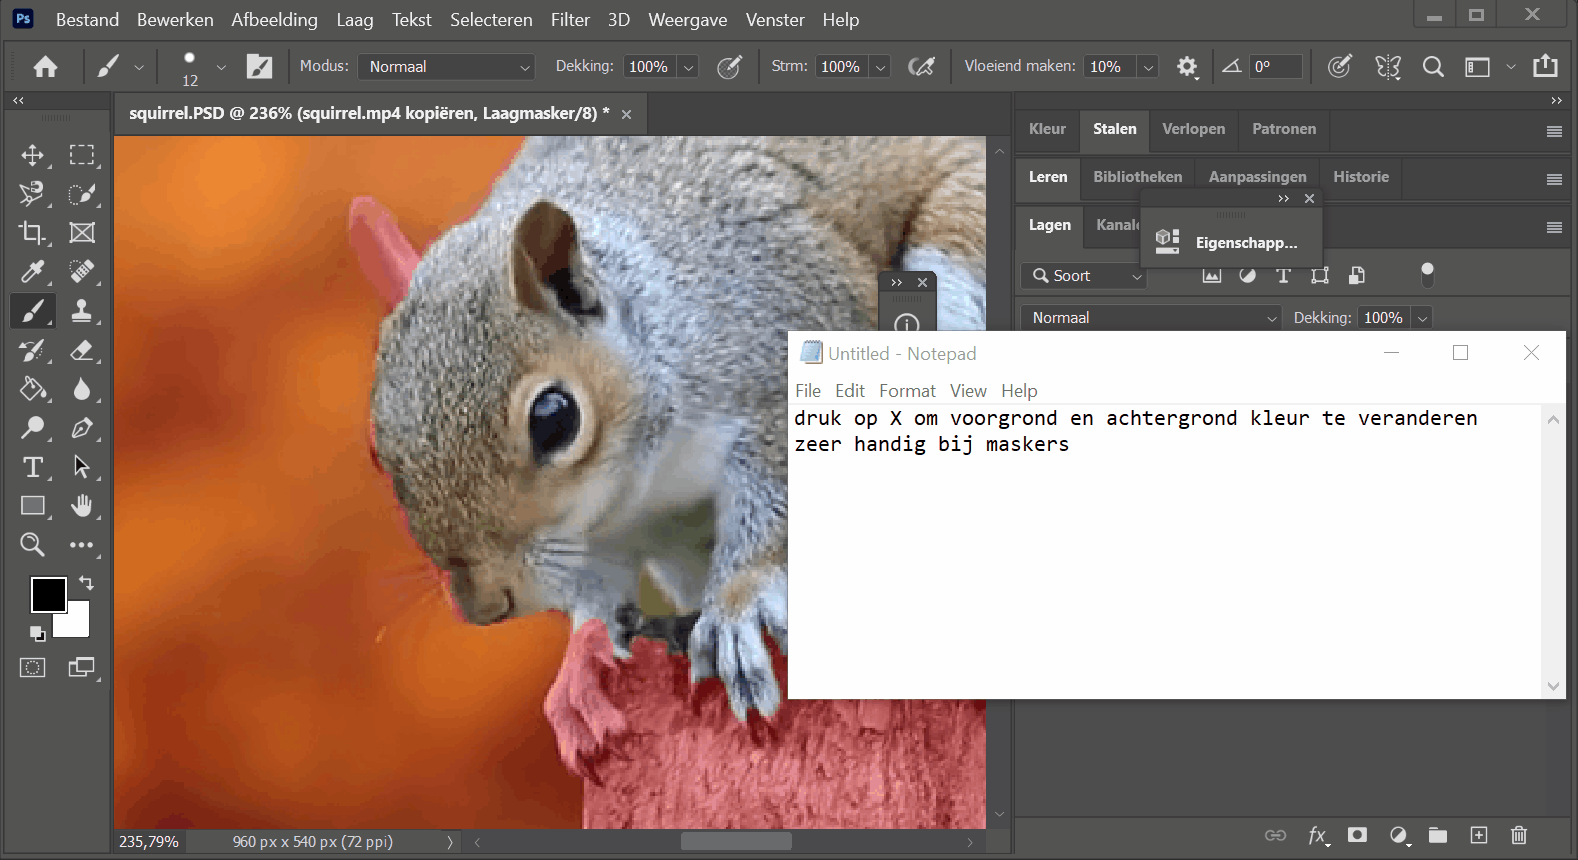 Ps Bestand Bewerken Afbeelding Laag Tekst Selecteren Filter 3D Weergave Venster Help
12 Modus: Normaal Dekking: 100% Strm: 100% Vloeiend maken: 10% 0°
squirrel.PSD @ 236% (squirrel.mp4 kopiëren, Laagmasker/8) *
Kleur Stalen Verlopen Patronen
Leren Bibliotheken Aanpassingen Historie
Lagen
Eigenschapp...
Soort
Normaal Dekking: 100%
Untitled - Notepad
File Edit Format View Help
druk op X om voorgrond en achtergrond kleur te veranderen
zeer handig bij maskers
235,79% 960 px x 540 px (72 ppi)
fx